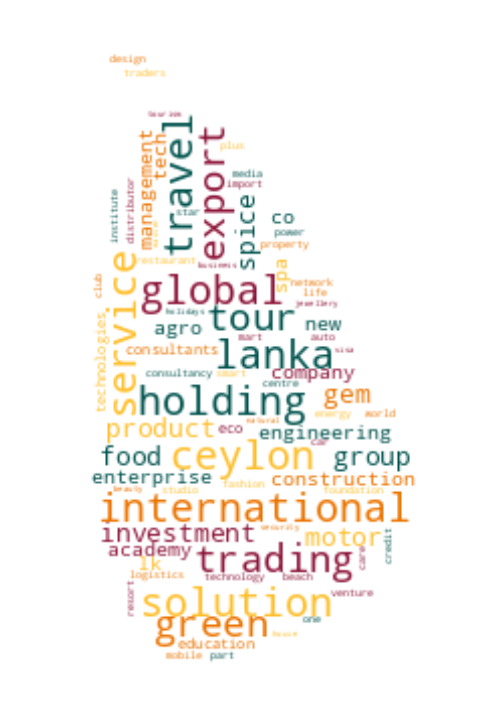 design
traders
tourism
travel
export
management
tech
plus
media
import
institute
distributor
star
spice
co
power
property
restaurant
business
service
spa
club
global
network
life
jewellery
holidays
tour
agro
new
technologies
mart
auto
consultants
lanka
visa
consultancy
smart
company
centre
holding
gem
energy
world
natural
product
eco
engineering
car
food
ceylon
group
enterprise
fashion
construction
beauty
studio
foundation
international
investment
security
motor
credit
academy
trading
care
lk
logistics
technology
beach
resort
solution
venture
green
one
house
education
mobile
part